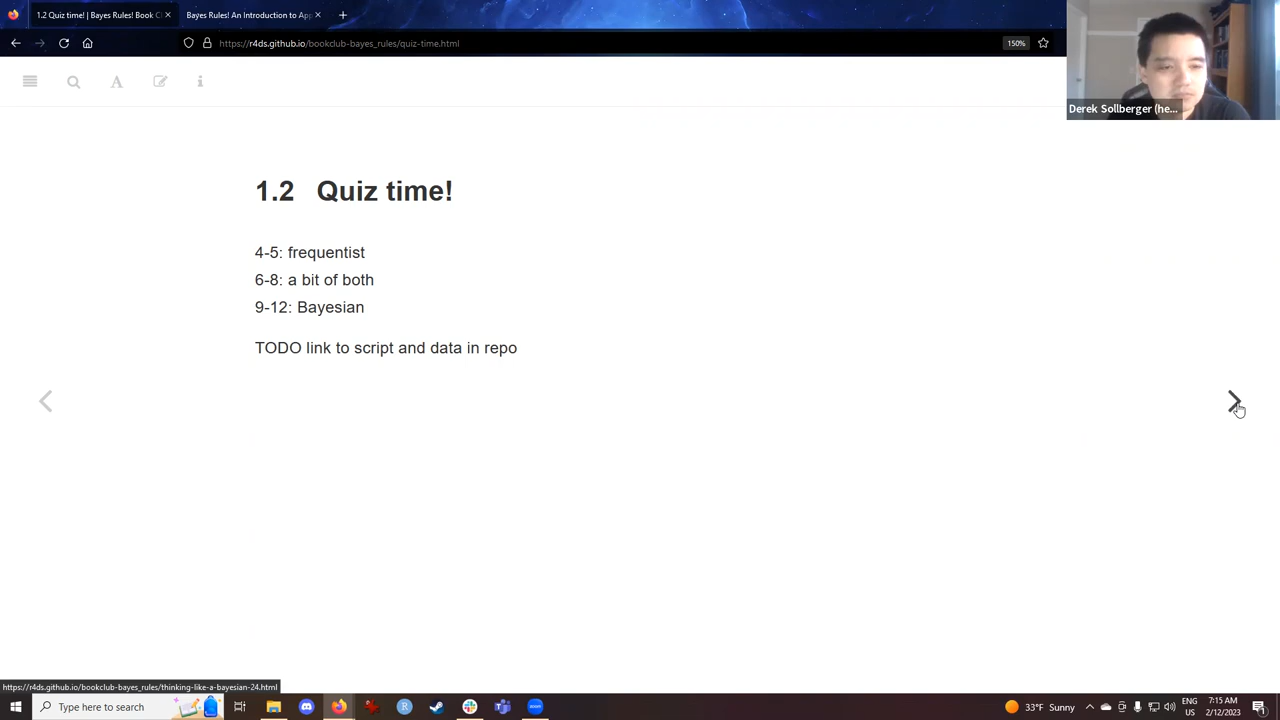 1.2 Quiz time! | Bayes Rules! Book Cl
Bayes Rules! An Introduction to App
https://r4ds.github.io/bookclub-bayes_rules/quiz-time.html
150%
Derek Sollberger (he...
1.2 Quiz time!
4-5: frequentist
6-8: a bit of both
9-12: Bayesian
TODO link to script and data in repo
https://r4ds.github.io/bookclub-bayes_rules/thinking-like-a-bayesian-24.html
Type here to search
33°F Sunny
ENG
US
7:15 AM
2/12/2023